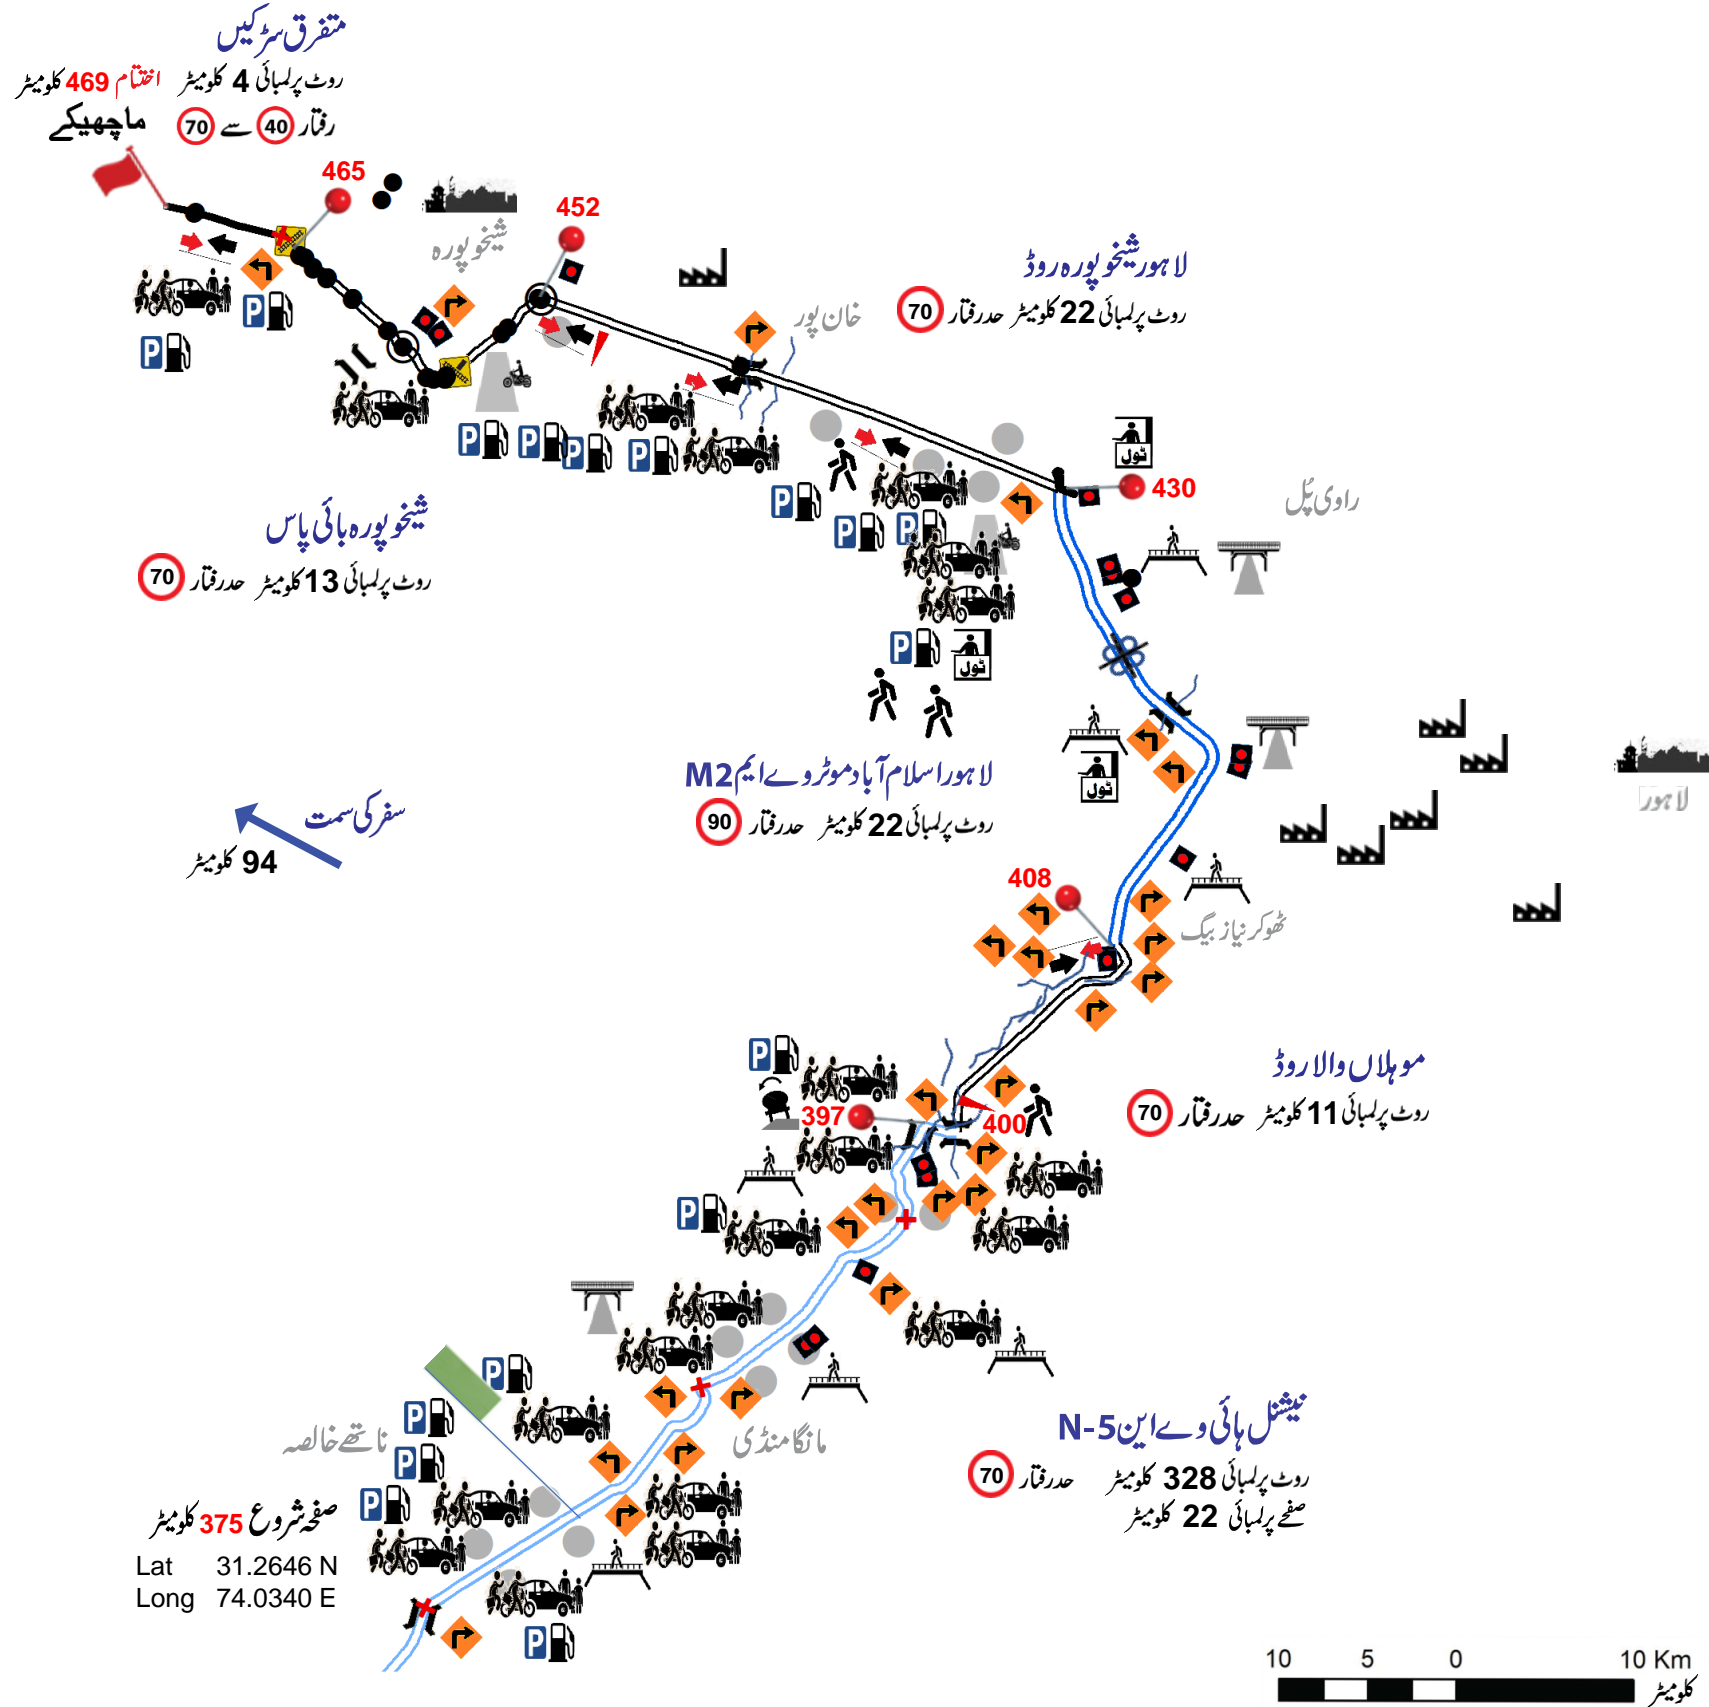 متفرق سڑکیں
روٹ پر لمبائی 4 کلومیٹر اختتام 469 کلومیٹر
رفتار 40 سے 70
ماچھیکے
465
452
شیخوپورہ
لاہور شیخوپورہ روڈ
روٹ پر لمبائی 22 کلومیٹر حد رفتار 70
خان پور
ٹول
430
راوی پُل
شیخوپورہ بائی پاس
روٹ پر لمبائی 13 کلومیٹر حد رفتار 70
P
P
P
P
P
P
P
P
P
P
ٹول
ٹول
لاہور اسلام آباد موٹروے ایم M2
روٹ پر لمبائی 22 کلومیٹر حد رفتار 90
لاہور
سفر کی سمت
94 کلومیٹر
408
ٹھوکر نیاز بیگ
موہلاں والا روڈ
روٹ پر لمبائی 11 کلومیٹر حد رفتار 70
P
397
400
P
P
P
P
P
P
مانگا منڈی
ناتھے خالصہ
نیشنل ہائی وے این N-5
روٹ پر لمبائی 328 کلومیٹر حد رفتار 70
صفحے پر لمبائی 22 کلومیٹر
صفحہ شروع 375 کلومیٹر
Lat 31.2646 N
Long 74.0340 E
10 5 0 10 Km
کلومیٹر